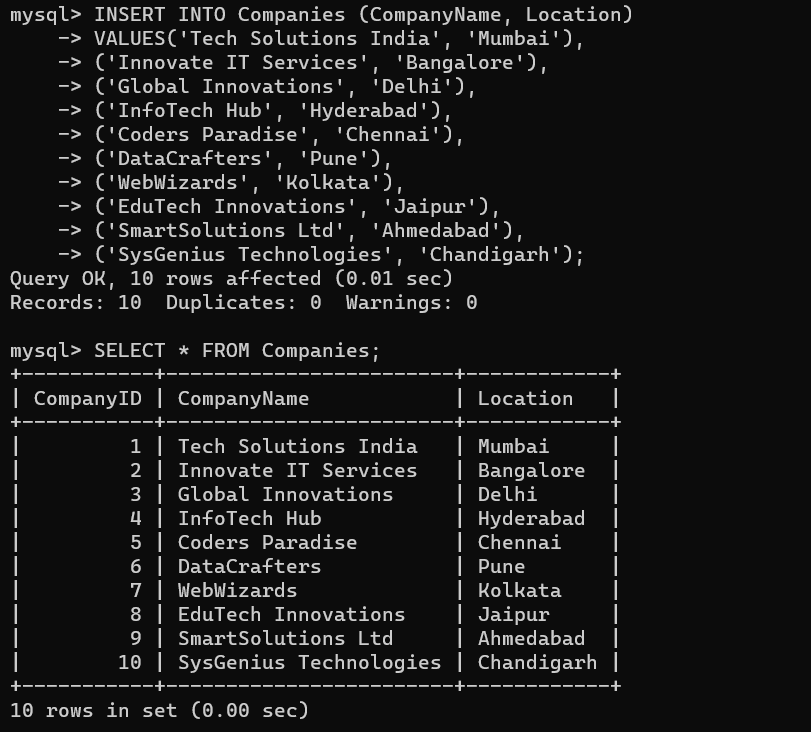 mysql> INSERT INTO Companies (CompanyName, Location)
    -> VALUES('Tech Solutions India', 'Mumbai'),
    -> ('Innovate IT Services', 'Bangalore'),
    -> ('Global Innovations', 'Delhi'),
    -> ('InfoTech Hub', 'Hyderabad'),
    -> ('Coders Paradise', 'Chennai'),
    -> ('DataCrafters', 'Pune'),
    -> ('WebWizards', 'Kolkata'),
    -> ('EduTech Innovations', 'Jaipur'),
    -> ('SmartSolutions Ltd', 'Ahmedabad'),
    -> ('SysGenius Technologies', 'Chandigarh');
Query OK, 10 rows affected (0.01 sec)
Records: 10  Duplicates: 0  Warnings: 0

mysql> SELECT * FROM Companies;
+-----------+------------------------+------------+
| CompanyID | CompanyName            | Location   |
+-----------+------------------------+------------+
|         1 | Tech Solutions India   | Mumbai     |
|         2 | Innovate IT Services   | Bangalore  |
|         3 | Global Innovations     | Delhi      |
|         4 | InfoTech Hub           | Hyderabad  |
|         5 | Coders Paradise        | Chennai    |
|         6 | DataCrafters           | Pune       |
|         7 | WebWizards             | Kolkata    |
|         8 | EduTech Innovations    | Jaipur     |
|         9 | SmartSolutions Ltd     | Ahmedabad  |
|        10 | SysGenius Technologies | Chandigarh |
+-----------+------------------------+------------+
10 rows in set (0.00 sec)